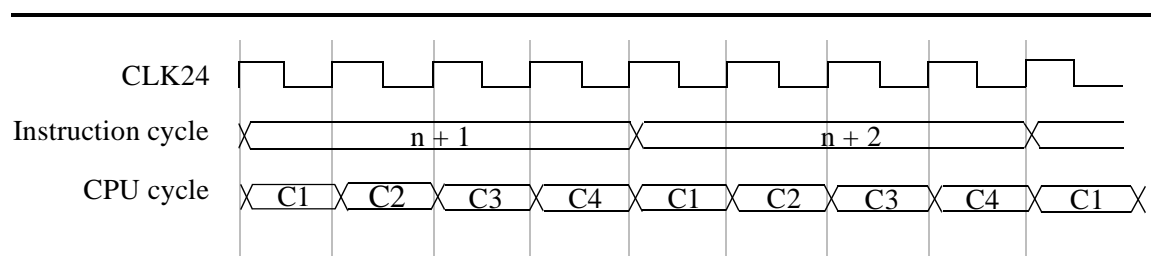 CLK24
Instruction cycle n + 1 n + 2
CPU cycle C1 C2 C3 C4 C1 C2 C3 C4 C1